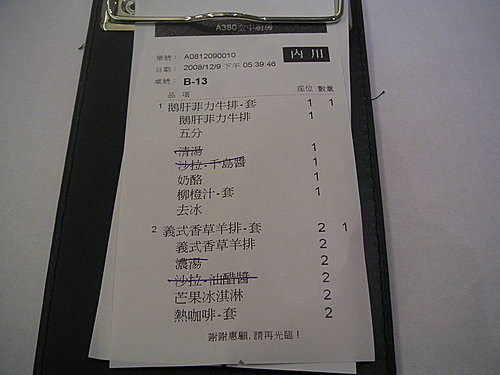 A380空中廚房
單號： A0812090010 內用
日期： 2008/12/9 下午 05:39:46
桌號： B-13
品 項 座位 數量
1 鵝肝菲力牛排-套 1 1
鵝肝菲力牛排 1
五分
清湯 1
沙拉-千島醬 1
奶酪 1
柳橙汁-套 1
去冰
2 義式香草羊排-套 2 1
義式香草羊排 2
濃湯 2
沙拉-油醋醬 2
芒果冰淇淋 2
熱咖啡-套 2
謝謝惠顧,請再光臨！